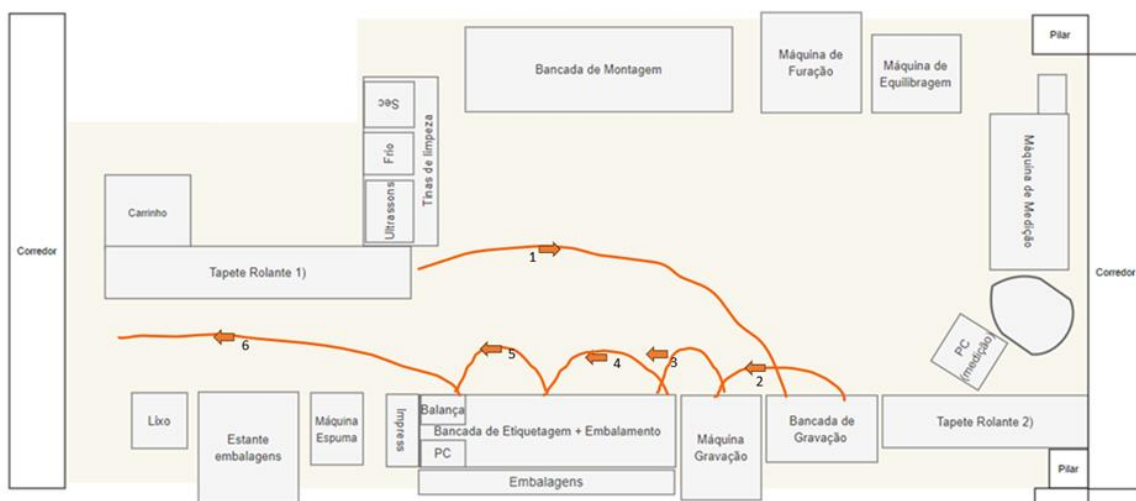 Pilar
Máquina de
Furação
Bancada de Montagem
Máquina de
Equilibragem
Sec
Frio
Ultrassons
Tinas de limpeza
Máquina de Medição
Carrinho
Corredor
Corredor
Tapete Rolante 1)
1
PC
(medição)
6
5
4
3
2
Lixo
Estante
embalagens
Máquina
Espuma
Impress
Balança
Bancada de Etiquetagem + Embalamento
PC
Embalagens
Máquina
Gravação
Bancada de
Gravação
Tapete Rolante 2)
Pilar